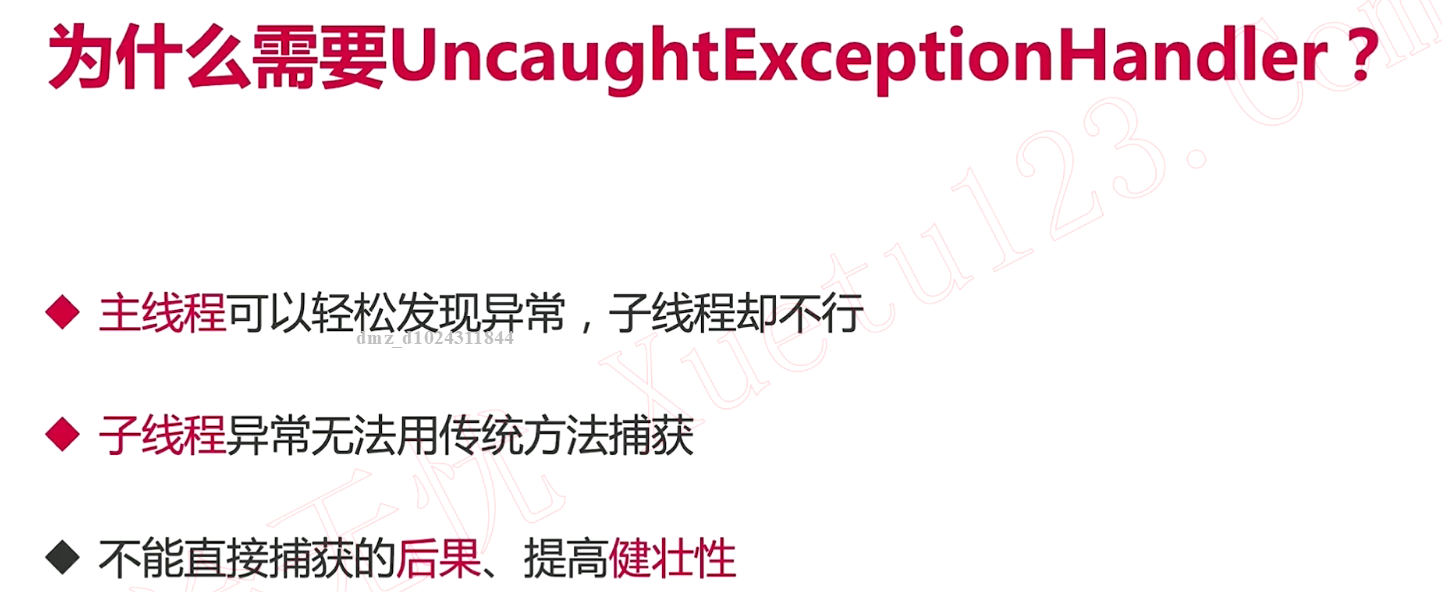 为什么需要UncaughtExceptionHandler？
主线程可以轻松发现异常，子线程却不行
dmz_d1024311844
子线程异常无法用传统方法捕获
不能直接捕获的后果、提高健壮性
无忧 Xuetu123.Com